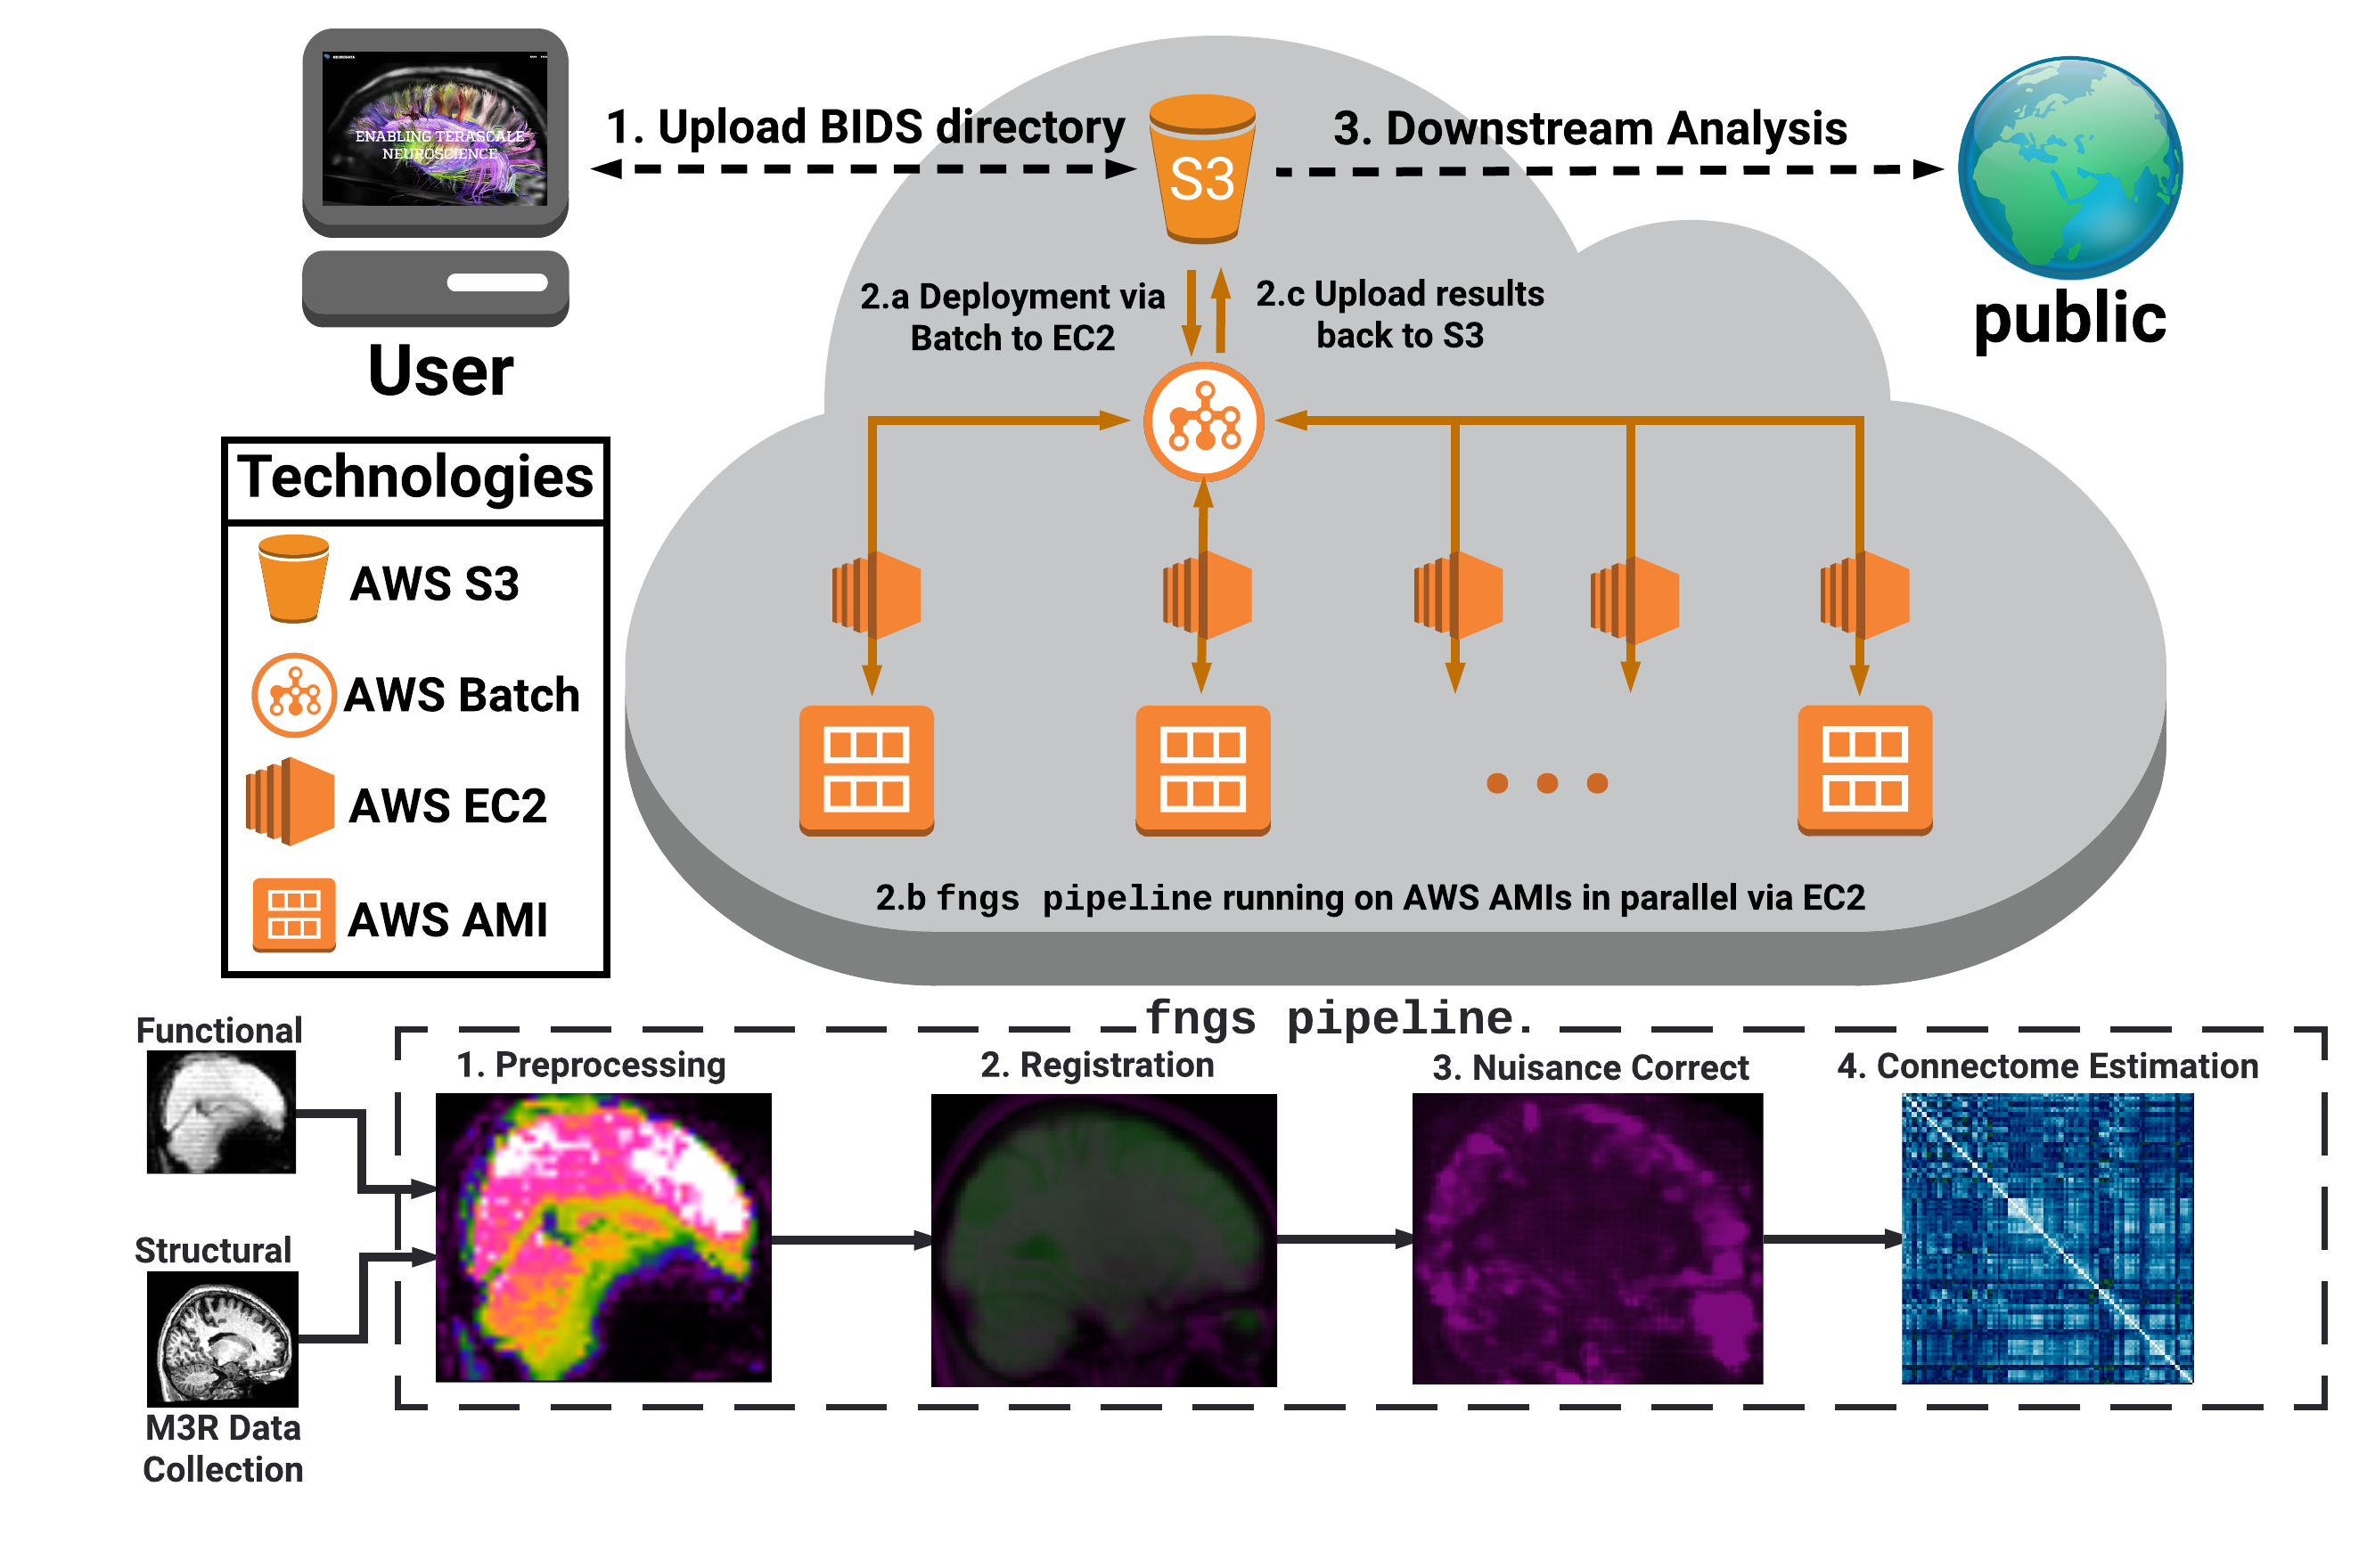 NEURODATA
ENABLING TERASCALE
NEUROSCIENCE
1. Upload BIDS directory
S3
3. Downstream Analysis
User
public
2.a Deployment via
Batch to EC2
2.c Upload results
back to S3
Technologies
AWS S3
AWS Batch
AWS EC2
AWS AMI
2.b fngs pipeline running on AWS AMIs in parallel via EC2
fngs pipeline
Functional
Structural
M3R Data
Collection
1. Preprocessing
2. Registration
3. Nuisance Correct
4. Connectome Estimation